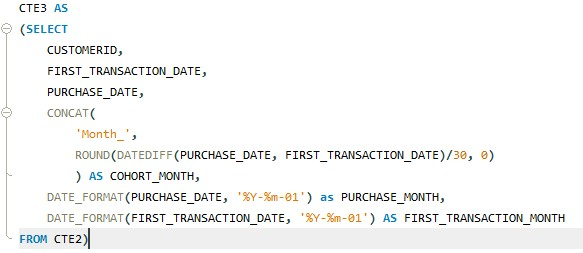 CTE3 AS
(SELECT
CUSTOMERID,
FIRST_TRANSACTION_DATE,
PURCHASE_DATE,
CONCAT(
'Month_',
ROUND(DATEDIFF(PURCHASE_DATE, FIRST_TRANSACTION_DATE)/30, 0)
) AS COHORT_MONTH,
DATE_FORMAT(PURCHASE_DATE, '%Y-%m-01') as PURCHASE_MONTH,
DATE_FORMAT(FIRST_TRANSACTION_DATE, '%Y-%m-01') AS FIRST_TRANSACTION_MONTH
FROM CTE2)